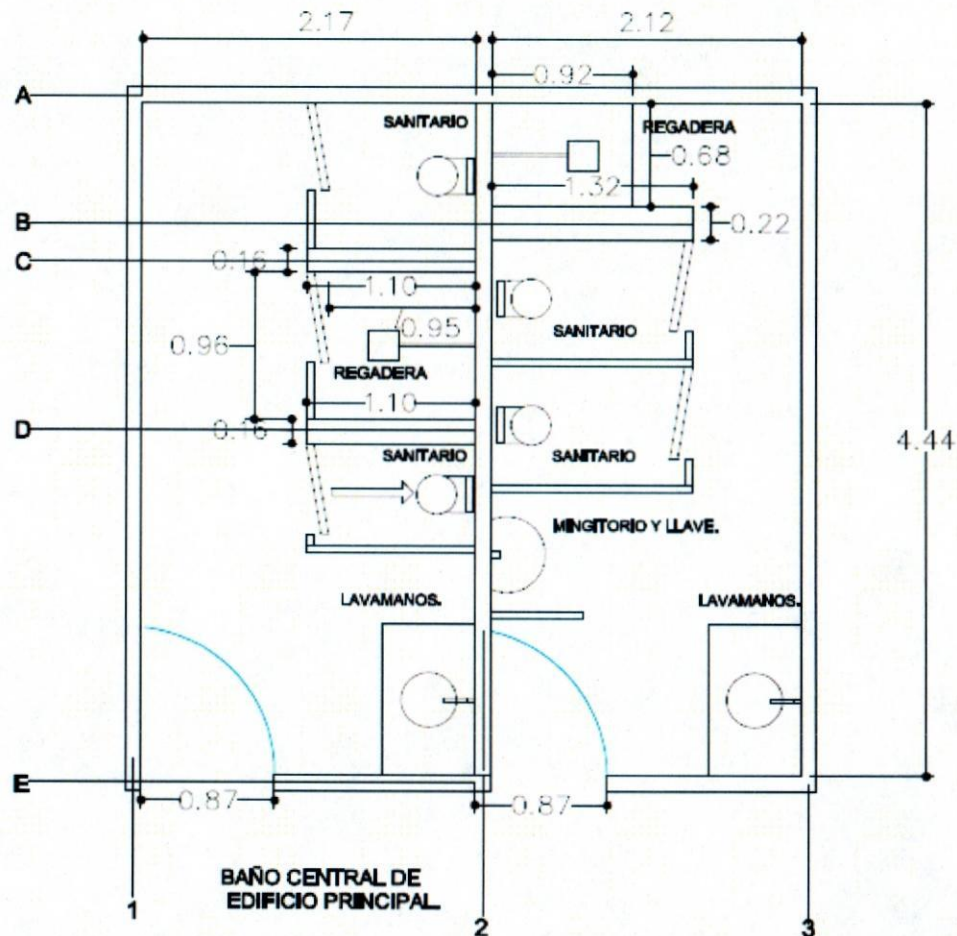 2.17
2.12
0.92
A
SANITARIO
REGADERA
0.68
1.32
B
0.22
C
0.16
1.10
0.95
SANITARIO
0.96
REGADERA
1.10
D
0.16
SANITARIO
SANITARIO
4.44
MINGITORIO Y LLAVE.
LAVAMANOS.
LAVAMANOS.
E
0.87
0.87
BAÑO CENTRAL DE
EDIFICIO PRINCIPAL
1
2
3